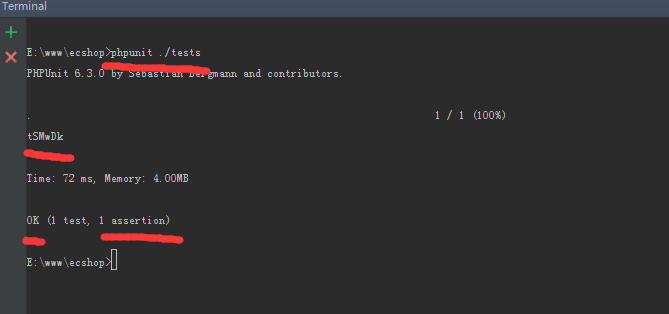 Terminal
E:\www\ecshop>phpunit ./tests
PHPUnit 6.3.0 by Sebastian Bergmann and contributors.
. 1 / 1 (100%)
tSMwDk
Time: 72 ms, Memory: 4.00MB
OK (1 test, 1 assertion)
E:\www\ecshop>